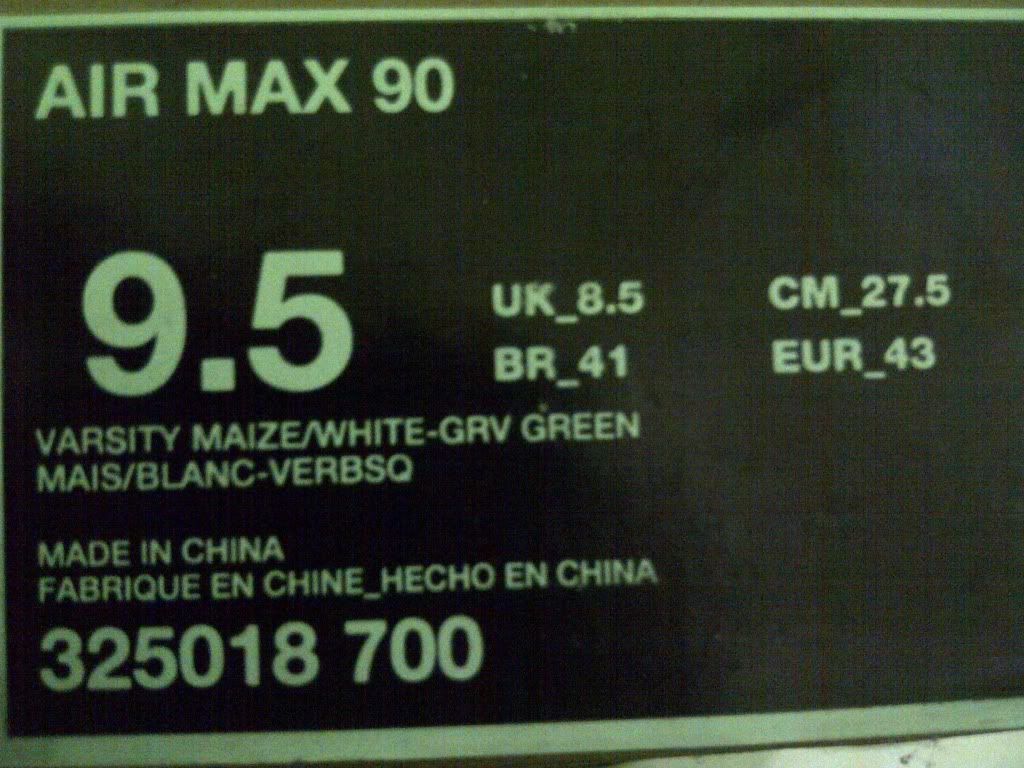 AIR MAX 90
9.5
UK_8.5 CM_27.5
BR_41 EUR_43
VARSITY MAIZE/WHITE-GRV GREEN
MAIS/BLANC-VERBSQ
MADE IN CHINA
FABRIQUE EN CHINE_HECHO EN CHINA
325018 700